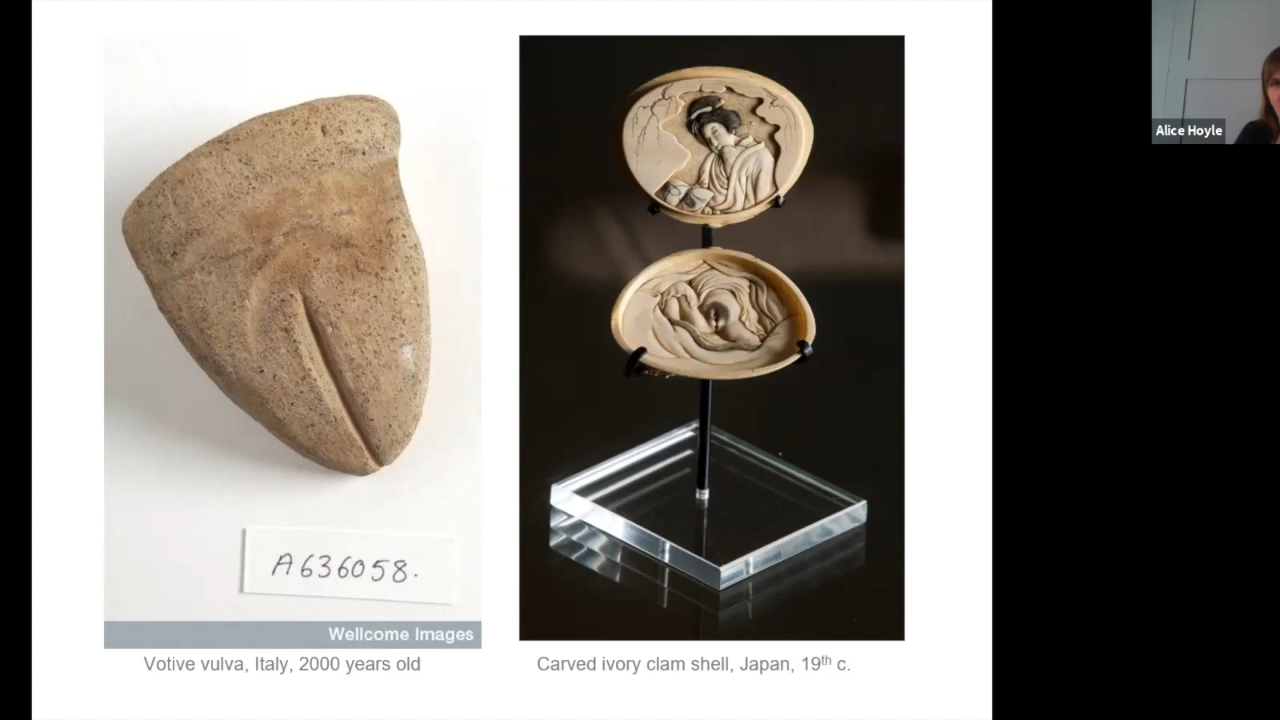 Alice Hoyle
A636058.
Wellcome Images
Votive vulva, Italy, 2000 years old
Carved ivory clam shell, Japan, 19th c.